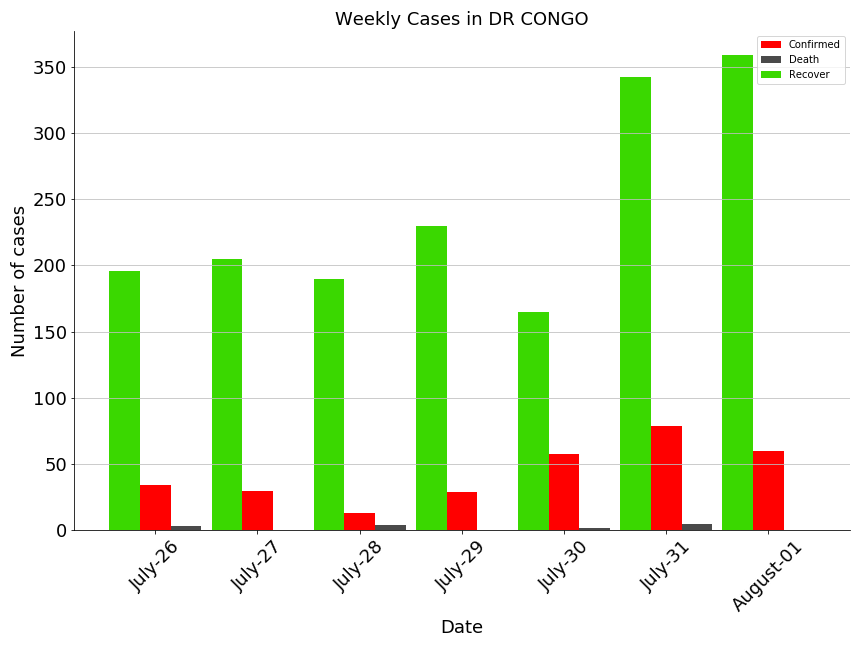 Weekly Cases in DR CONGO
Confirmed
Death
Recover
Number of cases
350
300
250
200
150
100
50
0
July-26
July-27
July-28
July-29
July-30
July-31
August-01
Date